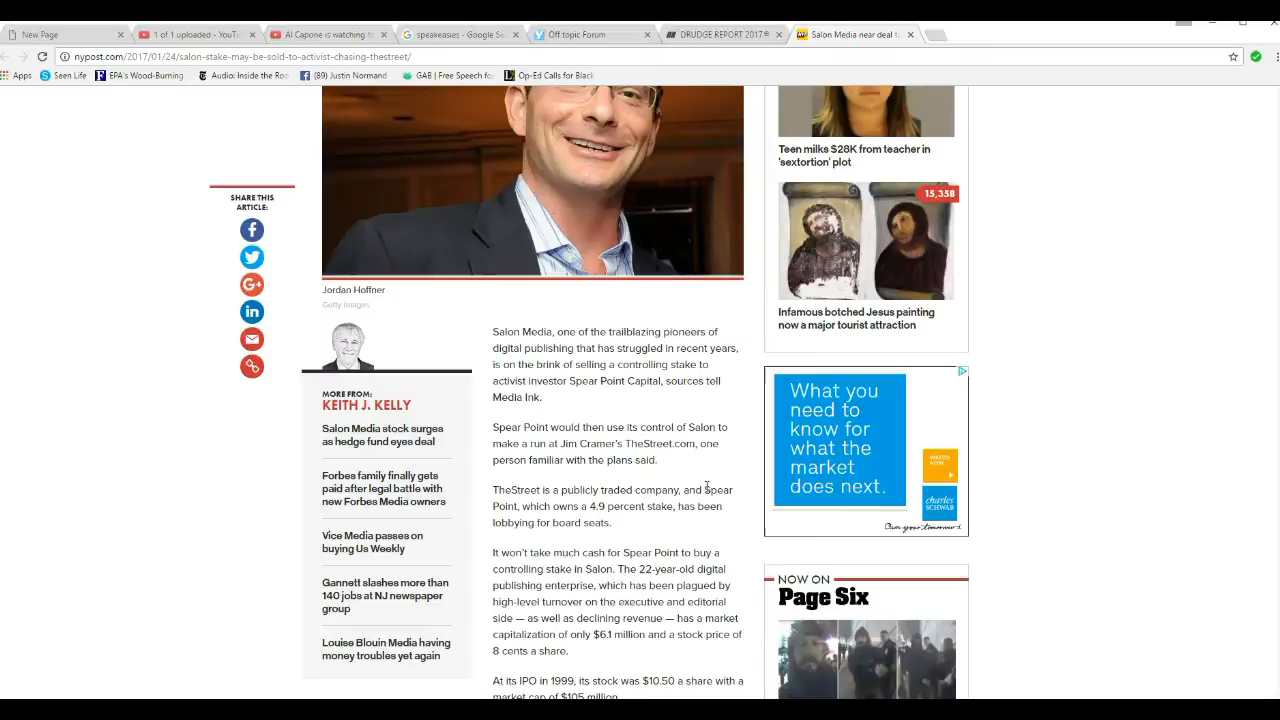 New Page
1 of 1 uploaded - YouTu
Al Capone is watching t
speakeasies - Google Se
Off topic Forum
DRUDGE REPORT 2017®
Salon Media near deal t
nypost.com/2017/01/24/salon-stake-may-be-sold-to-activist-chasing-thestreet/
Apps
Seen Life
EPA's Wood-Burning
Audio: Inside the Roo
(89) Justin Normand
GAB | Free Speech fo
Op-Ed Calls for Black
SHARE THIS
ARTICLE:
Jordan Hoffner
Getty Images
MORE FROM:
KEITH J. KELLY
Salon Media stock surges
as hedge fund eyes deal
Forbes family finally gets
paid after legal battle with
new Forbes Media owners
Vice Media passes on
buying Us Weekly
Gannett slashes more than
140 jobs at NJ newspaper
group
Louise Blouin Media having
money troubles yet again
Salon Media, one of the trailblazing pioneers of
digital publishing that has struggled in recent years,
is on the brink of selling a controlling stake to
activist investor Spear Point Capital, sources tell
Media Ink.
Spear Point would then use its control of Salon to
make a run at Jim Cramer's TheStreet.com, one
person familiar with the plans said.
TheStreet is a publicly traded company, and Spear
Point, which owns a 4.9 percent stake, has been
lobbying for board seats.
It won't take much cash for Spear Point to buy a
controlling stake in Salon. The 22-year-old digital
publishing enterprise, which has been plagued by
high-level turnover on the executive and editorial
side — as well as declining revenue — has a market
capitalization of only $6.1 million and a stock price of
8 cents a share.
At its IPO in 1999, its stock was $10.50 a share with a
market cap of $105 million.
Teen milks $28K from teacher in
'sextortion' plot
15,358
Infamous botched Jesus painting
now a major tourist attraction
What you
need to
know for
what the
market
does next.
WATCH
NOW
charles
SCHWAB
Own your tomorrow
NOW ON
Page Six